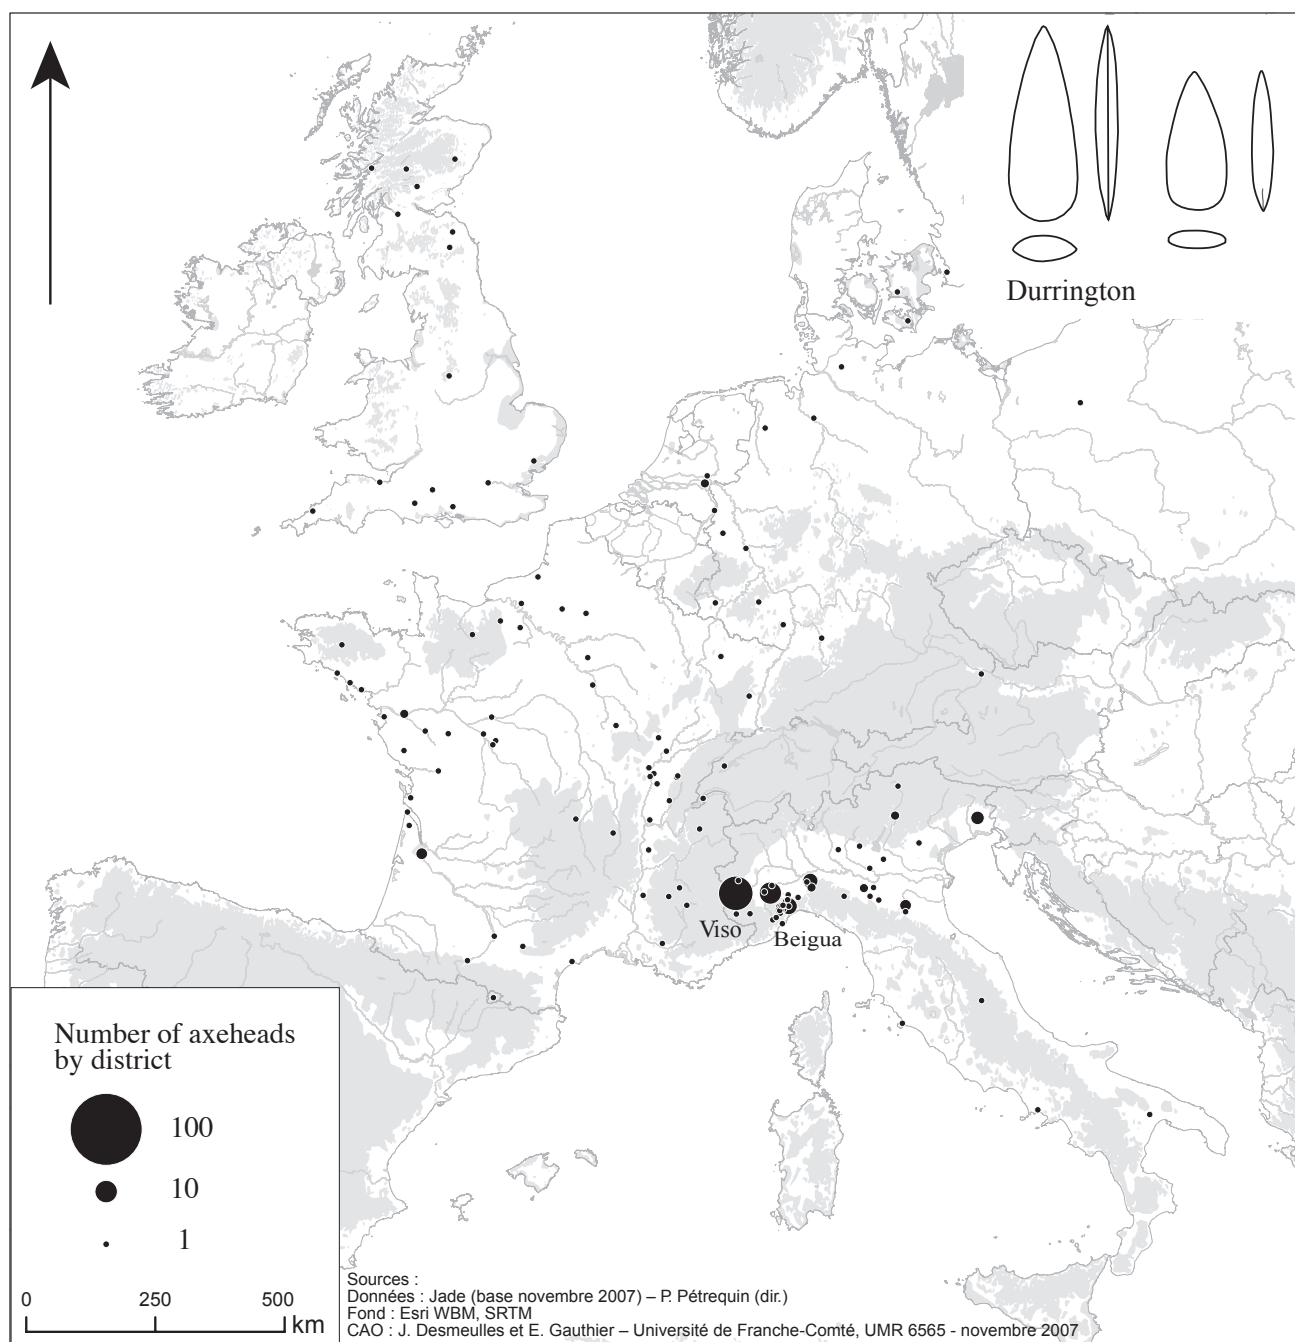 Durrington
Viso
Beigua
Number of axeheads
by district
100
10
1
0 250 500
km
Sources :
Données : Jade (base novembre 2007) – P. Pétrequin (dir.)
Fond : Esri WBM, SRTM
CAO : J. Desmeulles et E. Gauthier – Université de Franche-Comté, UMR 6565 - novembre 2007